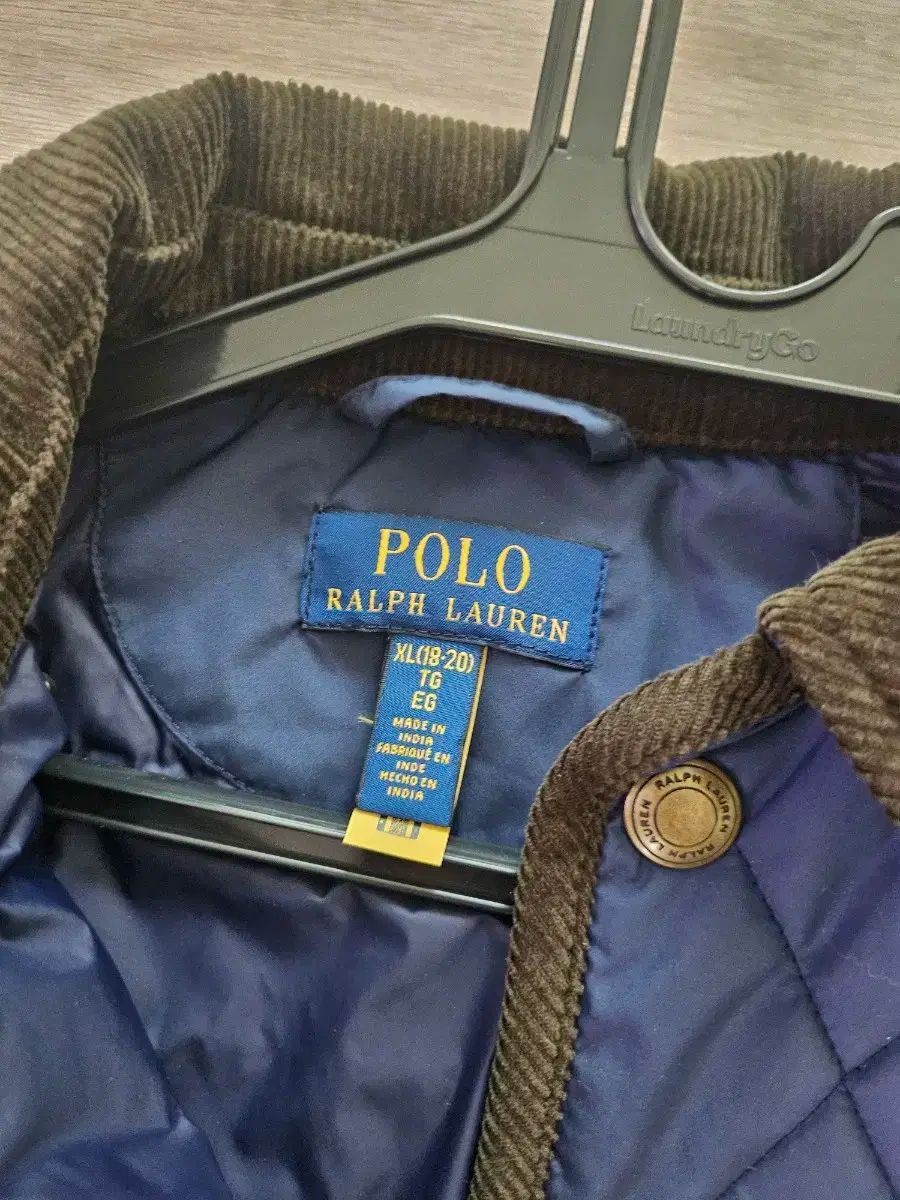 LaundryGo
POLO
RALPH LAUREN
XL(18-20)
TG
EG
MADE IN
INDIA
FABRIQUÉ EN
INDE
HECHO EN
INDIA
RALPH LAUREN RALPH LAUREN